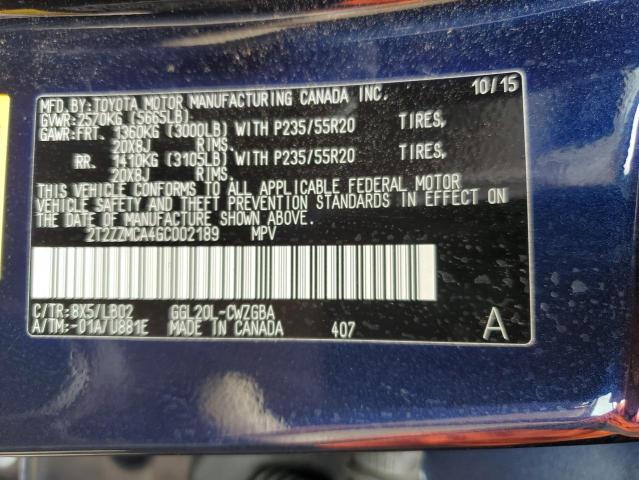 MFD.BY:TOYOTA MOTOR MANUFACTURING CANADA INC. 10/15
GVWR:2570KG (5665LB)
GAWR:FRT. 1360KG (3000LB) WITH P235/55R20 TIRES,
20X8J RIMS.
RR. 1410KG (3105LB) WITH P235/55R20 TIRES,
20X8J RIMS.
THIS VEHICLE CONFORMS TO ALL APPLICABLE FEDERAL MOTOR
VEHICLE SAFETY AND THEFT PREVENTION STANDARDS IN EFFECT ON
THE DATE OF MANUFACTURE SHOWN ABOVE.
2T2ZZMCA4GC002189 MPV
C/TR:8X5/LB02 GGL20L-CWZGBA
A/TM:-01A/U881E MADE IN CANADA 407 A